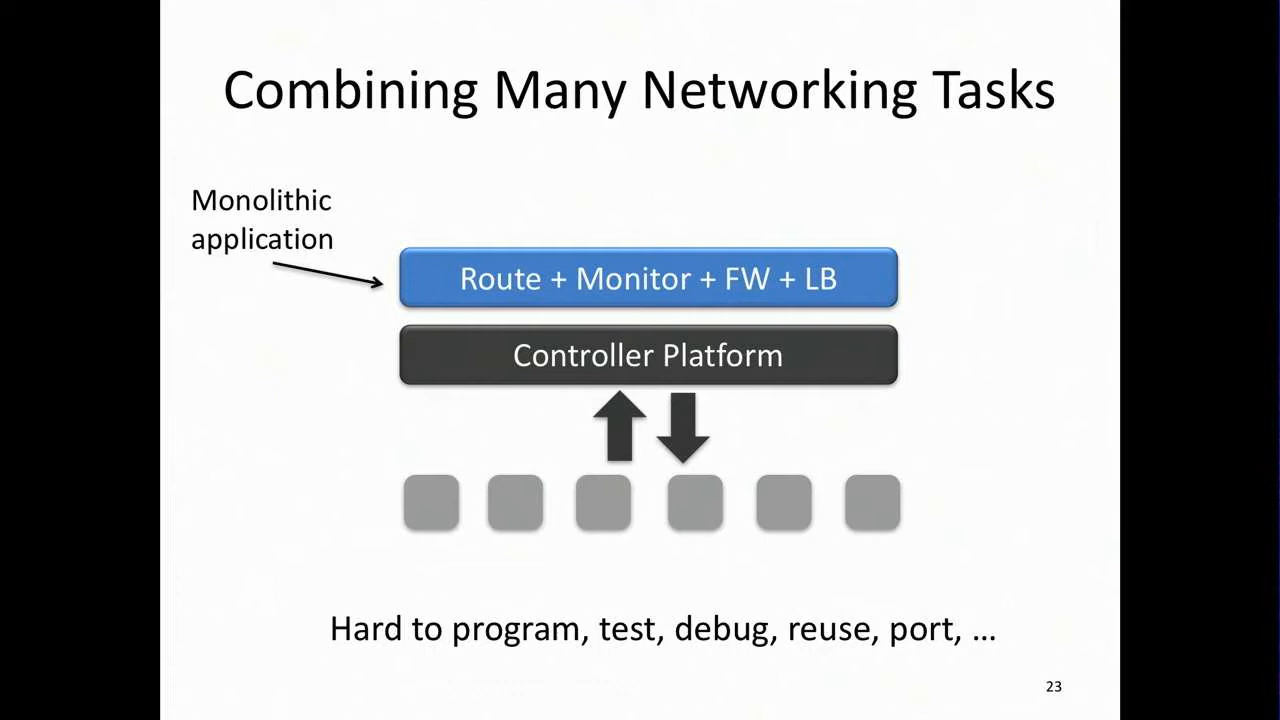 Combining Many Networking Tasks
Monolithic
application
Route + Monitor + FW + LB
Controller Platform
Hard to program, test, debug, reuse, port, …
23